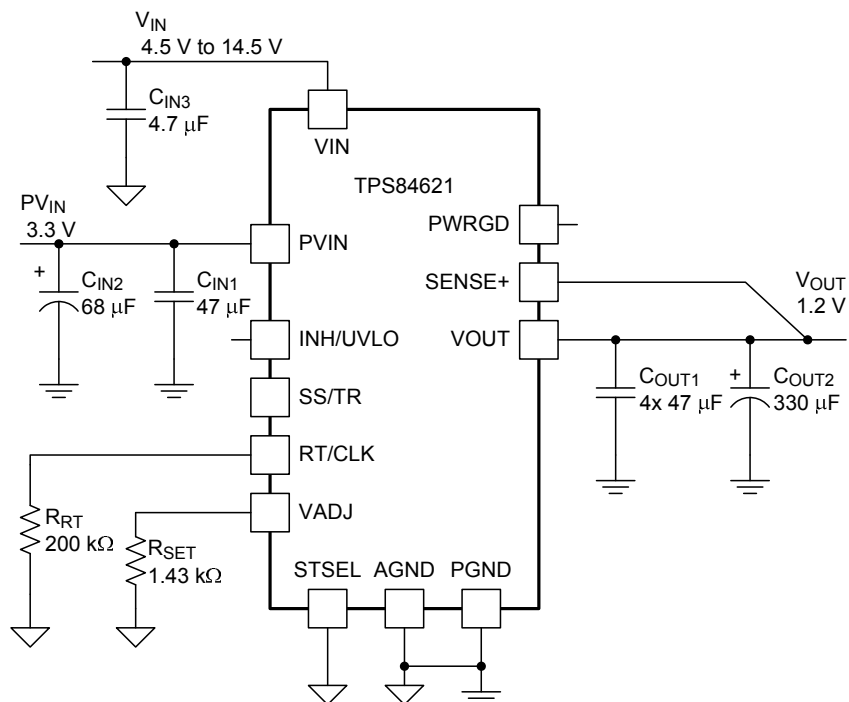 VIN
4.5 V to 14.5 V
CIN3
4.7 µF
VIN
TPS84621
PVIN
3.3 V
PVIN
PWRGD
+
CIN2
68 µF
CIN1
47 µF
SENSE+
VOUT
1.2 V
INH/UVLO
VOUT
SS/TR
COUT1
4x 47 µF
+
COUT2
330 µF
RT/CLK
VADJ
RRT
200 kΩ
RSET
1.43 kΩ
STSEL
AGND
PGND